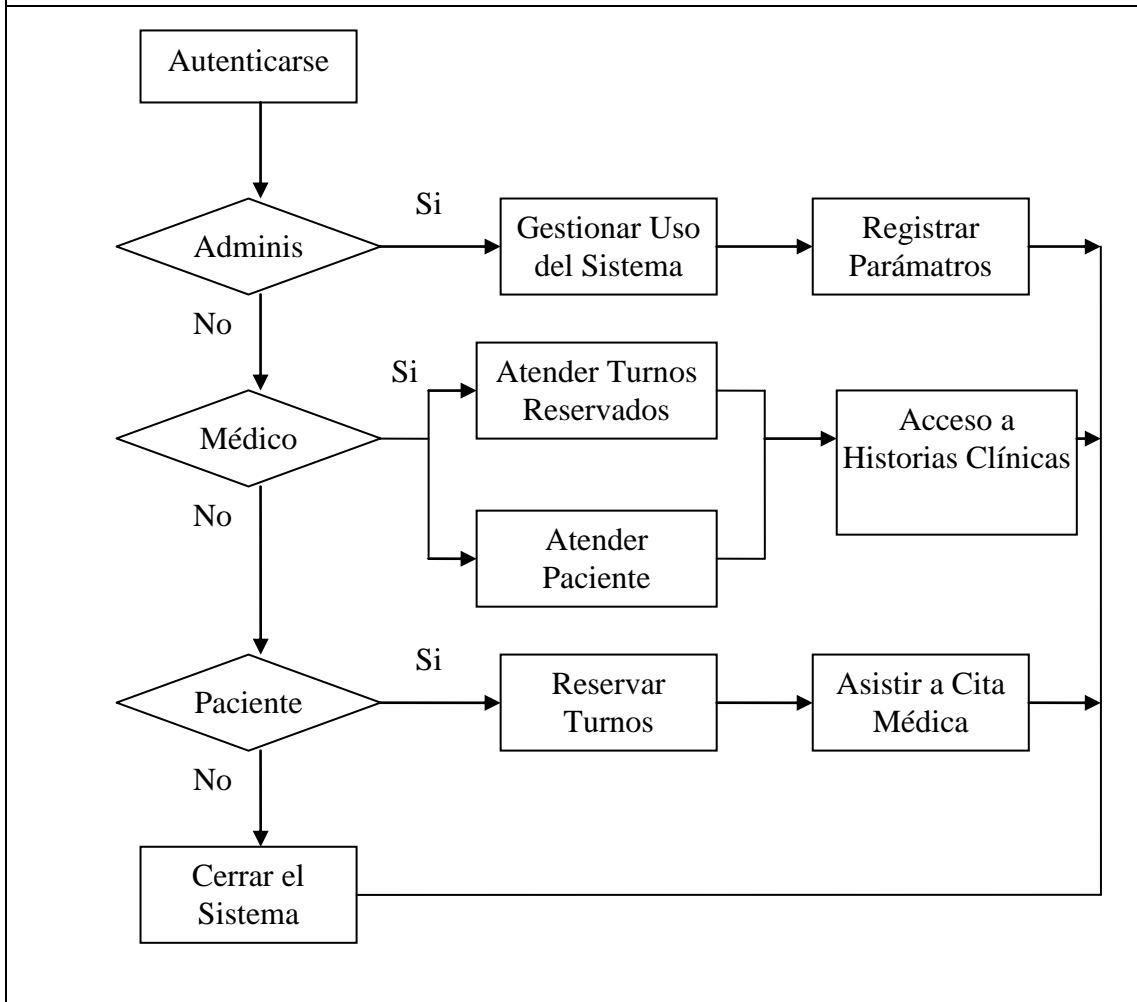 Autenticarse
Si
Adminis
Gestionar Uso
del Sistema
Registrar
Parámatros
No
Si
Médico
Atender Turnos
Reservados
Acceso a
Historias Clínicas
No
Atender
Paciente
Si
Paciente
Reservar
Turnos
Asistir a Cita
Médica
No
Cerrar el
Sistema